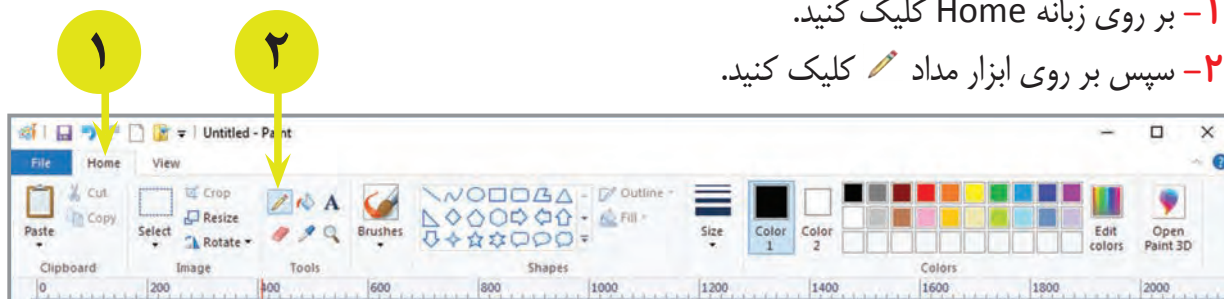 ۱- بر روی زبانه Home کلیک کنید.
۲- سپس بر روی ابزار مداد کلیک کنید.
۱ ۲
Untitled - Paint
File Home View
Paste
Cut
Copy
Clipboard
Select
Crop
Resize
Rotate
Image
A
Tools
Brushes
Outline
Fill
Shapes
Size
Color 1
Color 2
Edit colors
Colors
Open Paint 3D
0 200 400 600 800 1000 1200 1400 1600 1800 2000